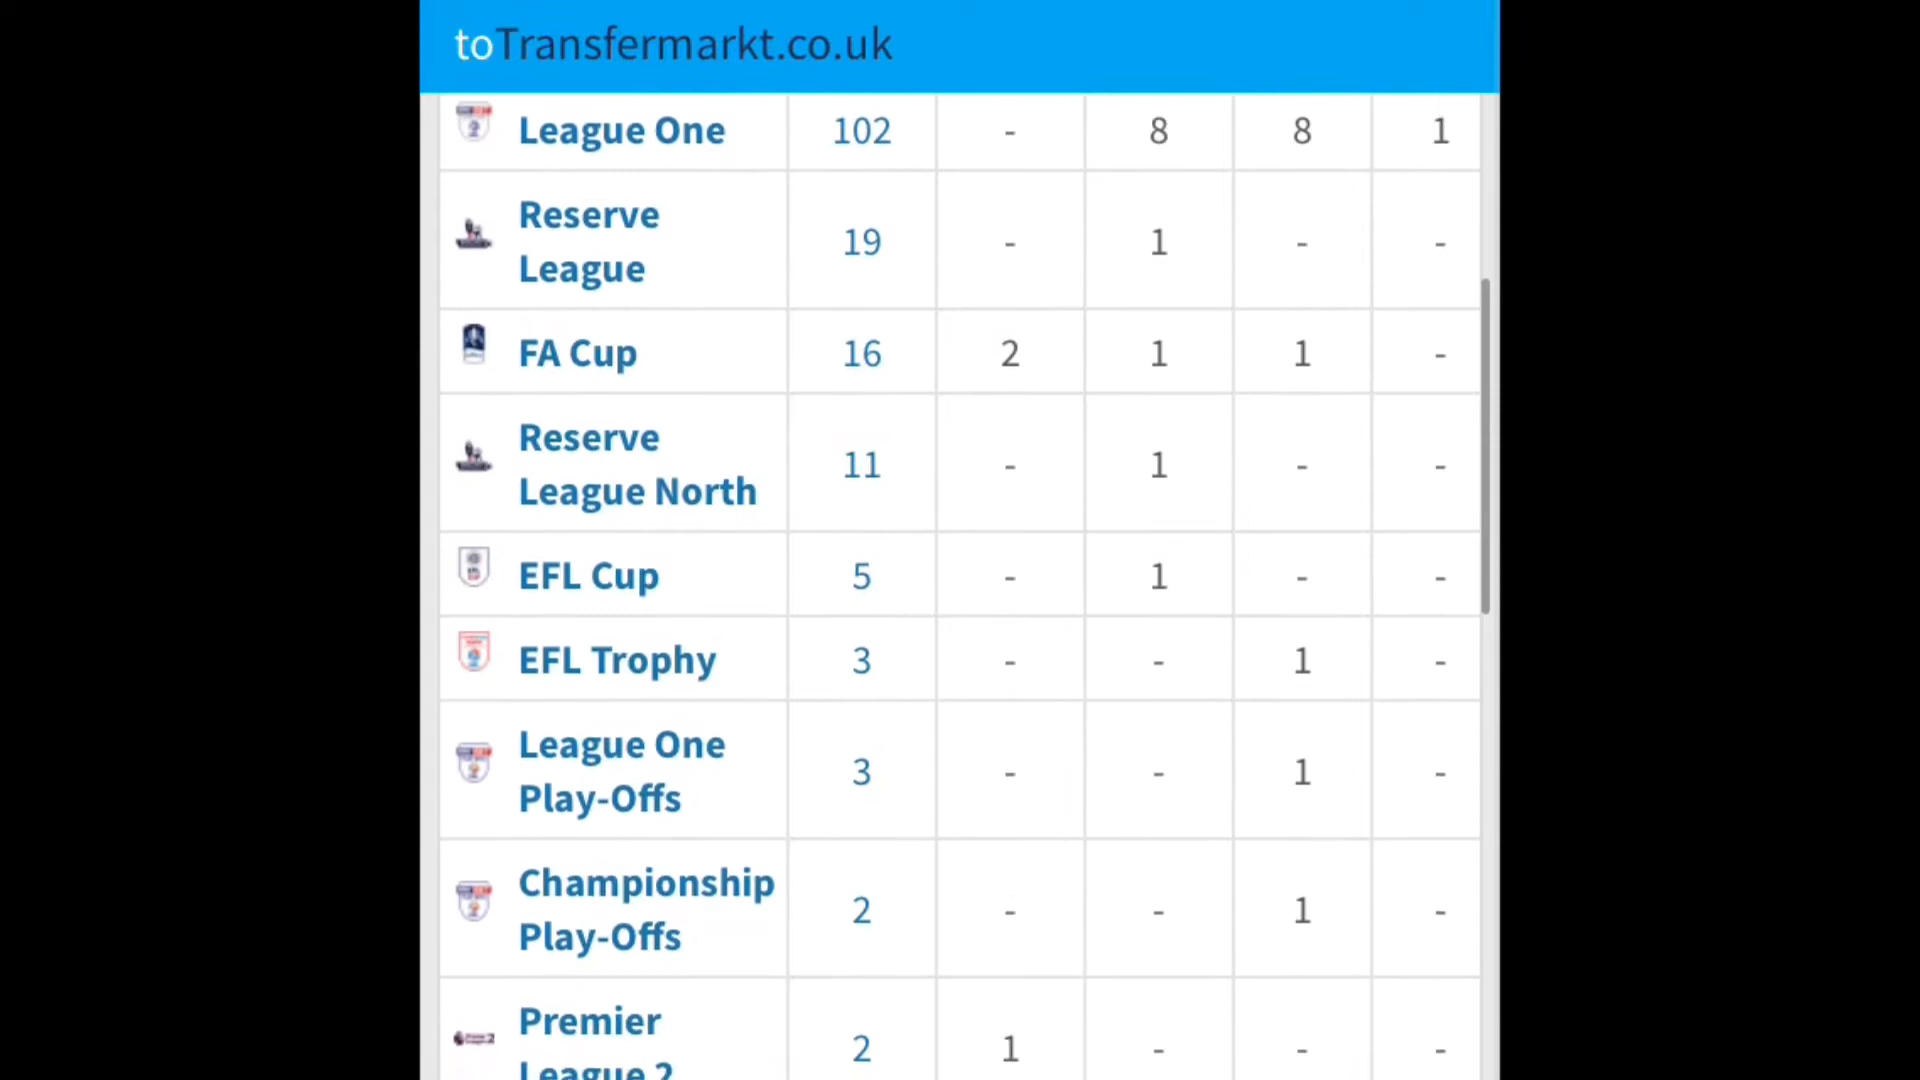 toTransfermarkt.co.uk
League One 102 - 8 8 1
Reserve League 19 - 1 - -
FA Cup 16 2 1 1 -
Reserve League North 11 - 1 - -
EFL Cup 5 - 1 - -
EFL Trophy 3 - - 1 -
League One Play-Offs 3 - - 1 -
Championship Play-Offs 2 - - 1 -
Premier League 2 2 1 - - -